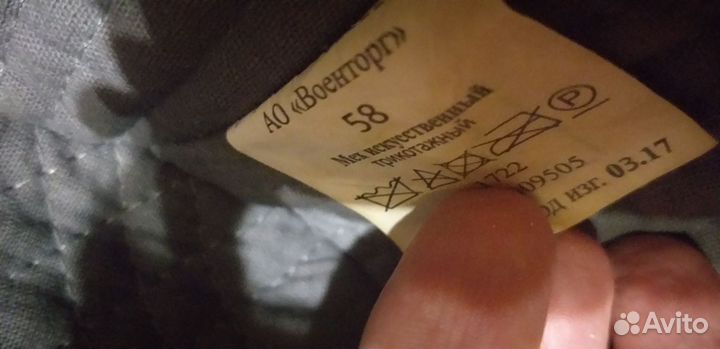 АО «Военторг»
58
Мех искусственный
трикотажный
P
722
09505
од изг. 03.17
Avito